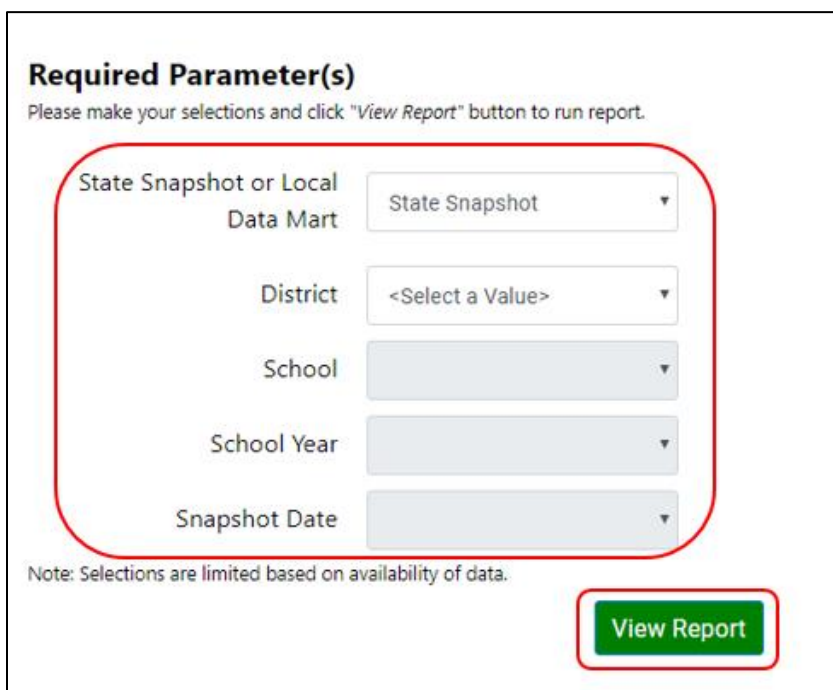 Required Parameter(s)
Please make your selections and click "View Report" button to run report.
State Snapshot or Local
Data Mart
State Snapshot
District
<Select a Value>
School
School Year
Snapshot Date
Note: Selections are limited based on availability of data.
View Report